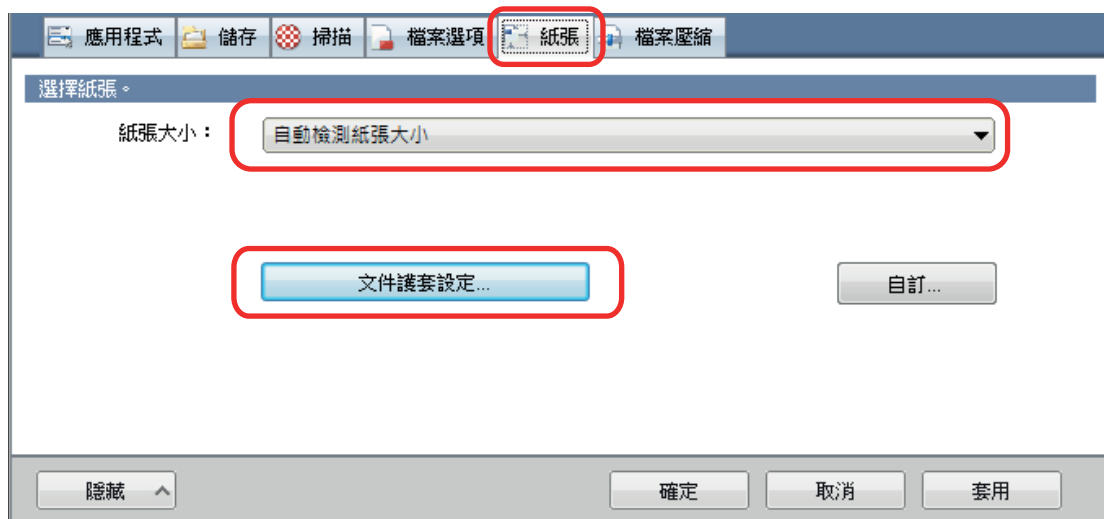 應用程式 儲存 掃描 檔案選項 紙張 檔案壓縮
選擇紙張。
紙張大小： 自動檢測紙張大小
文件護套設定... 自訂...
隱藏 確定 取消 套用